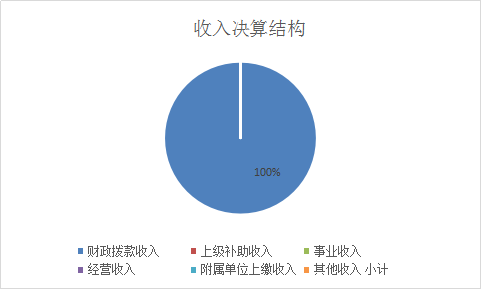 收入决算结构
100%
财政拨款收入 上级补助收入 事业收入
经营收入 附属单位上缴收入 其他收入 小计